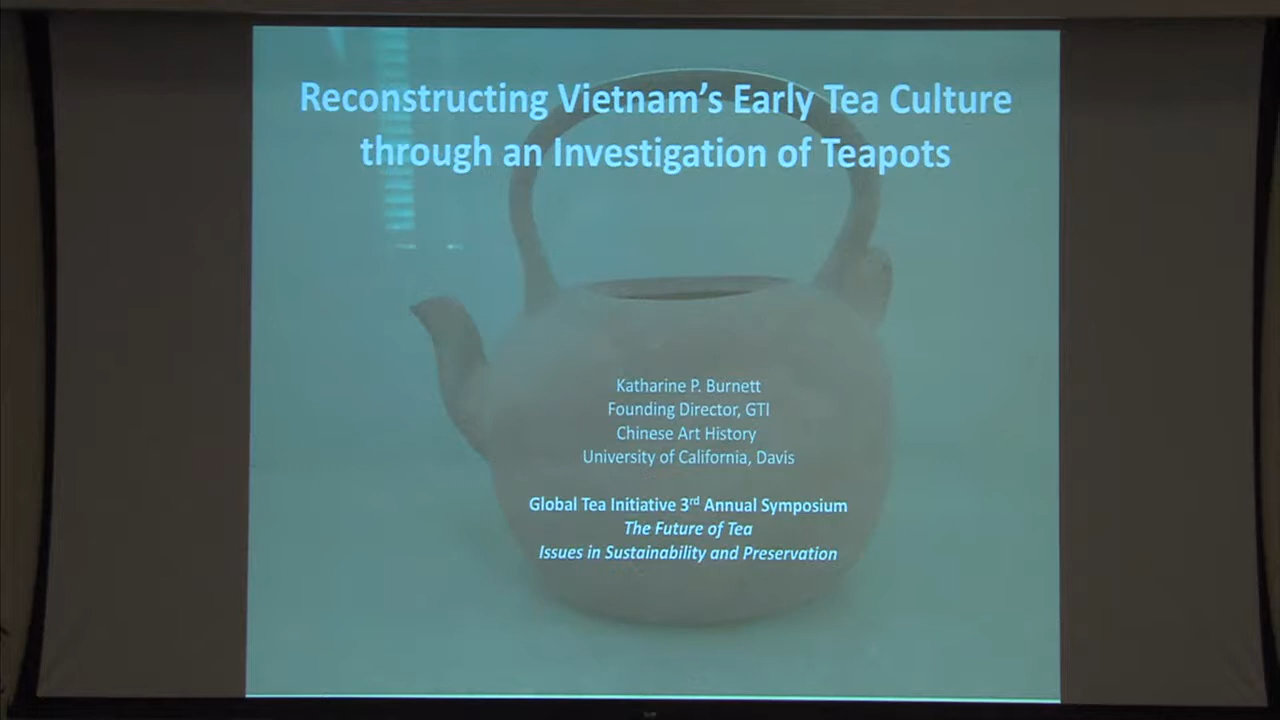 Reconstructing Vietnam's Early Tea Culture
through an Investigation of Teapots
Katharine P. Burnett
Founding Director, GTI
Chinese Art History
University of California, Davis
Global Tea Initiative 3rd Annual Symposium
The Future of Tea
Issues in Sustainability and Preservation